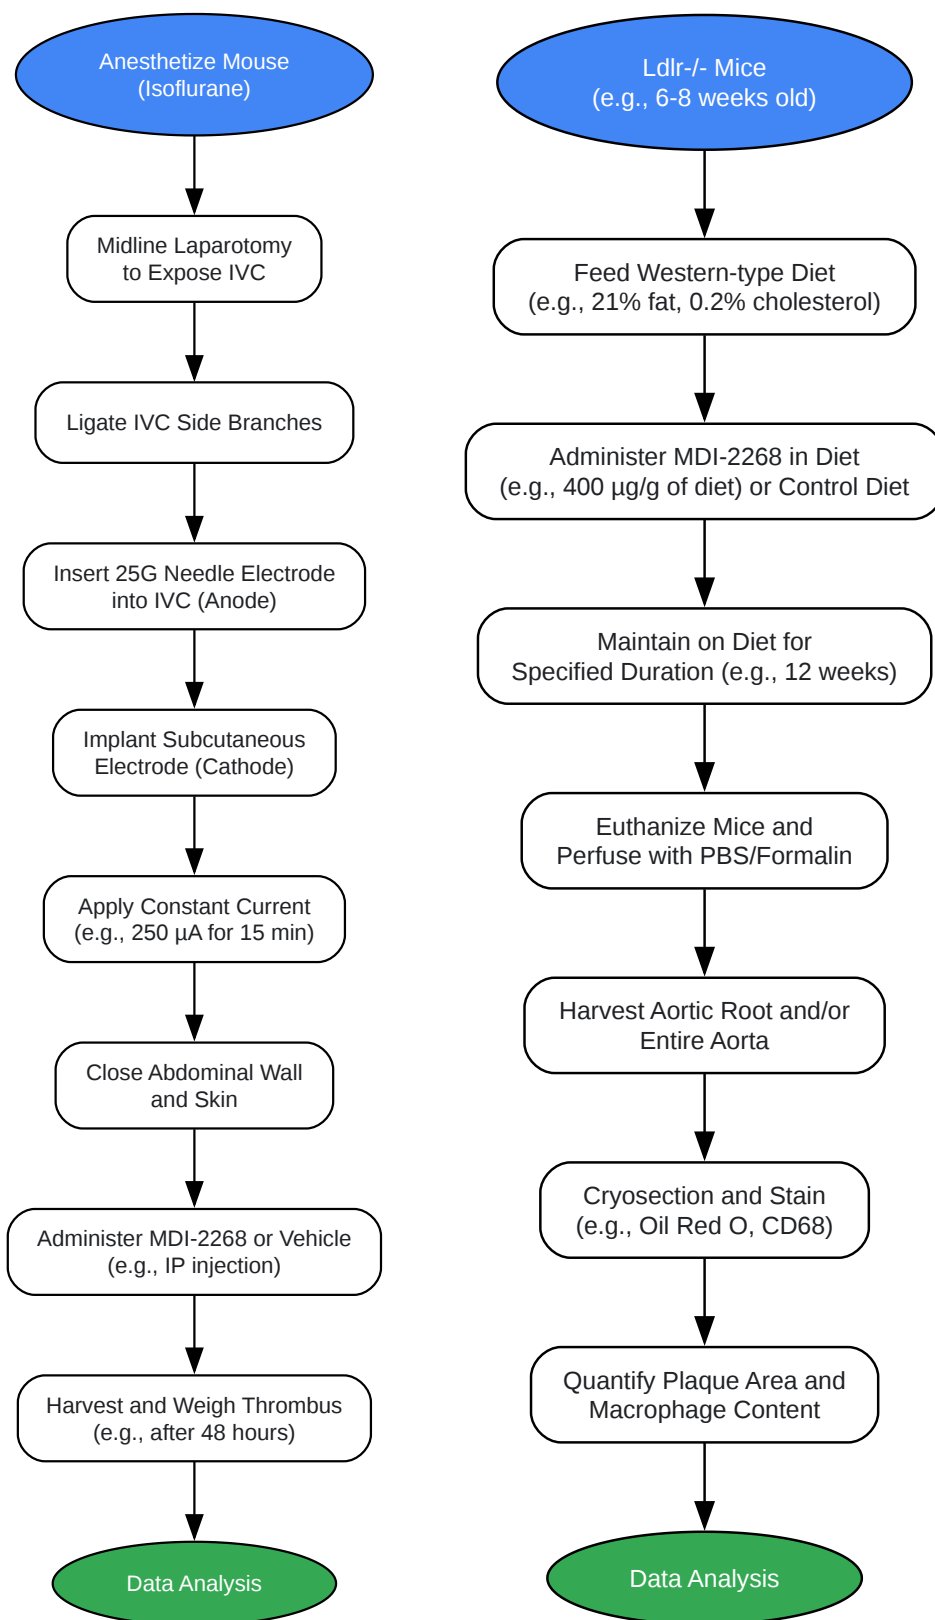 Anesthetize Mouse
(Isoflurane)
Midline Laparotomy
to Expose IVC
Ligate IVC Side Branches
Insert 25G Needle Electrode
into IVC (Anode)
Implant Subcutaneous
Electrode (Cathode)
Apply Constant Current
(e.g., 250 µA for 15 min)
Close Abdominal Wall
and Skin
Administer MDI-2268 or Vehicle
(e.g., IP injection)
Harvest and Weigh Thrombus
(e.g., after 48 hours)
Data Analysis
Ldlr-/- Mice
(e.g., 6-8 weeks old)
Feed Western-type Diet
(e.g., 21% fat, 0.2% cholesterol)
Administer MDI-2268 in Diet
(e.g., 400 µg/g of diet) or Control Diet
Maintain on Diet for
Specified Duration (e.g., 12 weeks)
Euthanize Mice and
Perfuse with PBS/Formalin
Harvest Aortic Root and/or
Entire Aorta
Cryosection and Stain
(e.g., Oil Red O, CD68)
Quantify Plaque Area and
Macrophage Content
Data Analysis